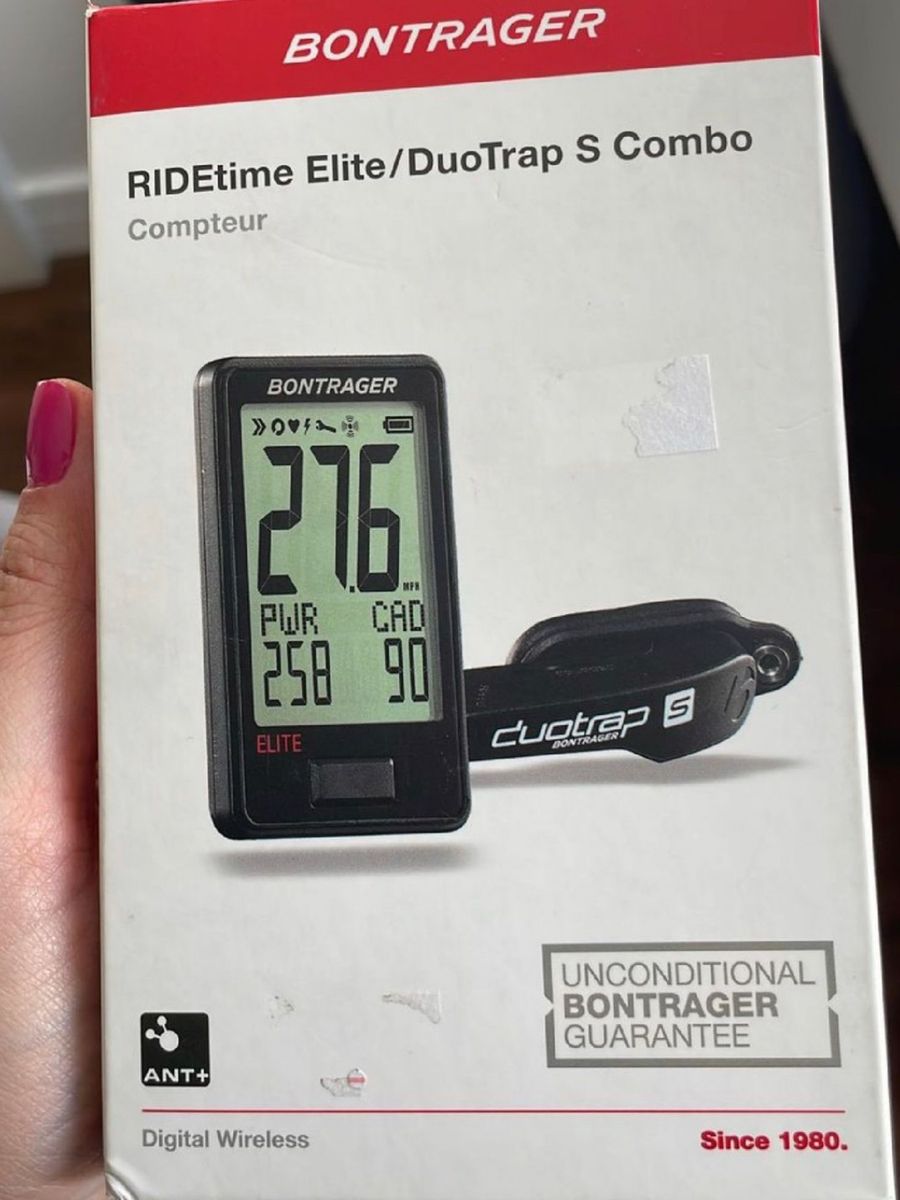 BONTRAGER
RIDEtime Elite/DuoTrap S Combo
Compteur
BONTRAGER
27.6 MPH
PWR CAD
258 90
ELITE
duotrap S
BONTRAGER
UNCONDITIONAL
BONTRAGER
GUARANTEE
ANT+
Digital Wireless
Since 1980.